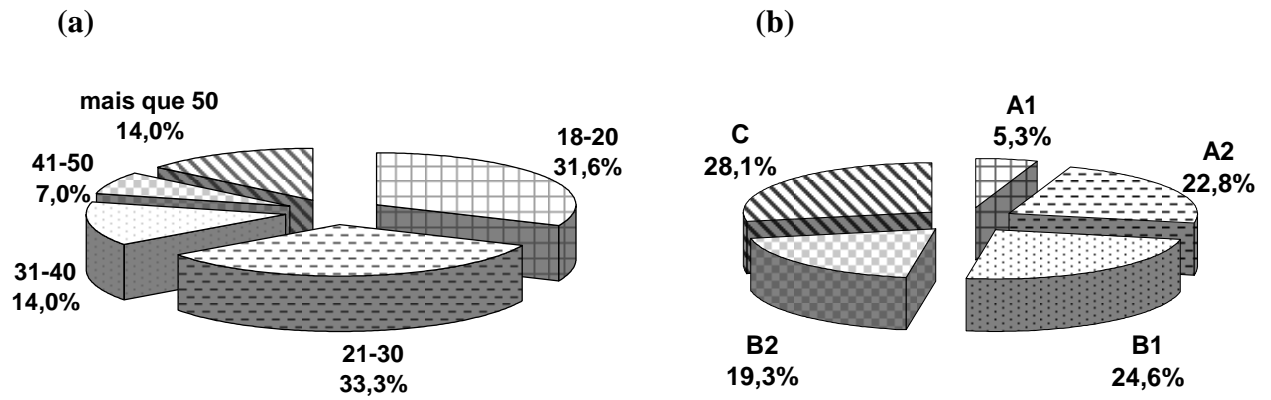 (a)
mais que 50
14,0%
41-50
7,0%
31-40
14,0%
21-30
33,3%
18-20
31,6%
(b)
A1
5,3%
A2
22,8%
B1
24,6%
B2
19,3%
C
28,1%